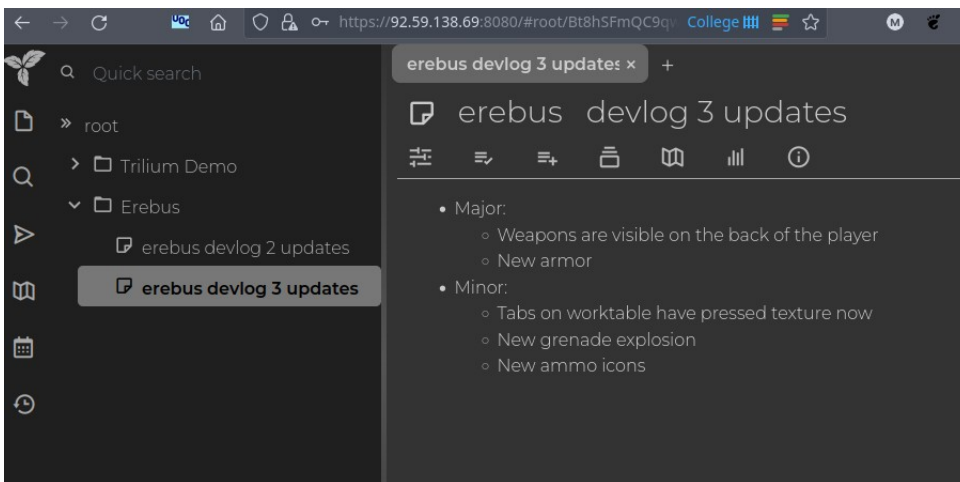 https://92.59.138.69:8080/#root/Bt8hSFmQC9qw College
M
Quick search
root
Trilium Demo
Erebus
erebus devlog 2 updates
erebus devlog 3 updates
erebus devlog 3 updates × +
erebus devlog 3 updates
Major:
Weapons are visible on the back of the player
New armor
Minor:
Tabs on worktable have pressed texture now
New grenade explosion
New ammo icons